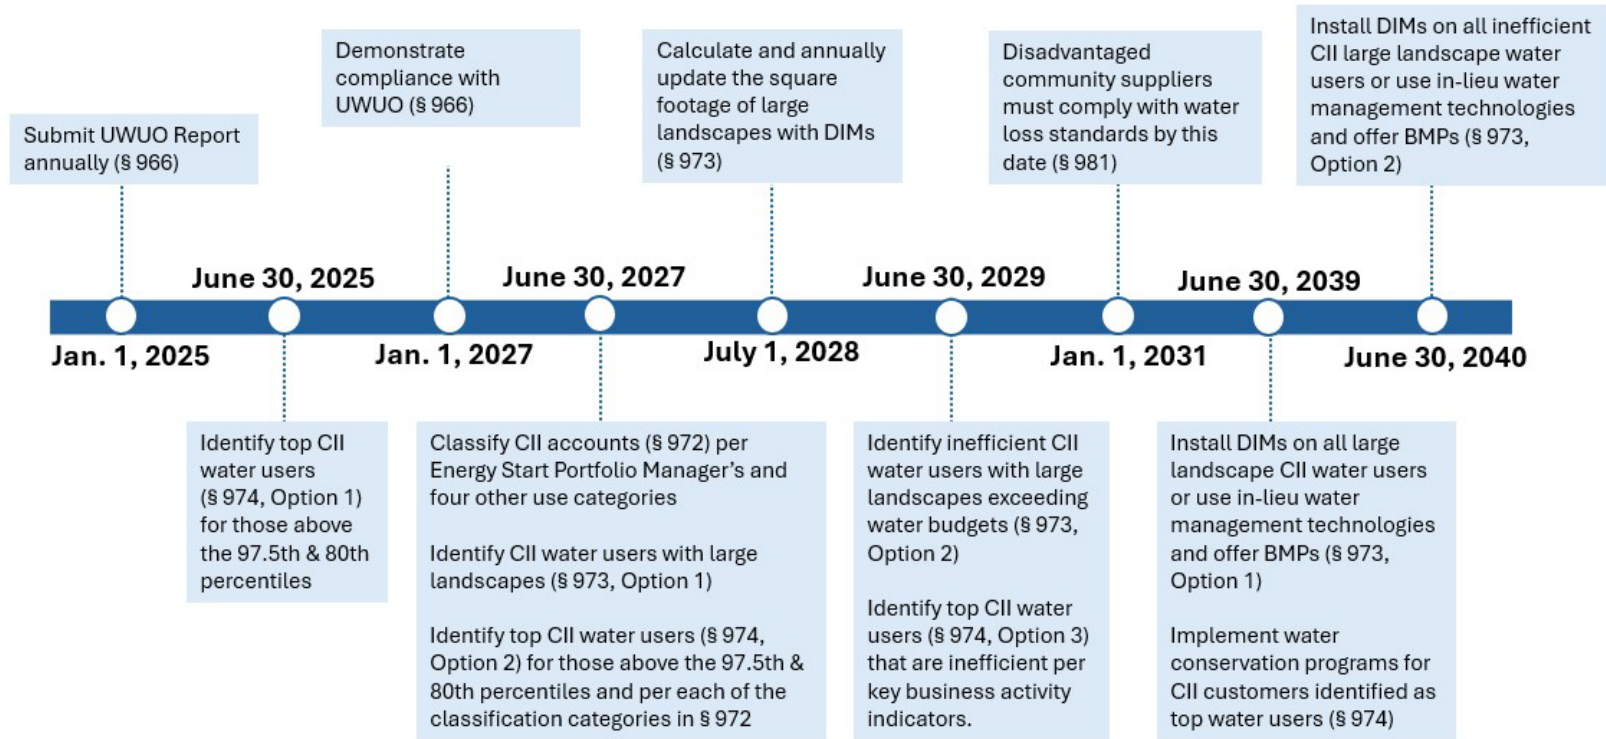 Submit UWUO Report
annually (§ 966)
Demonstrate
compliance with
UWUO (§ 966)
Calculate and annually
update the square
footage of large
landscapes with DIMs
(§ 973)
Disadvantaged
community suppliers
must comply with water
loss standards by this
date (§ 981)
Install DIMs on all inefficient
CII large landscape water
users or use in-lieu water
management technologies
and offer BMPs (§ 973,
Option 2)
June 30, 2025
June 30, 2027
June 30, 2029
June 30, 2039
Jan. 1, 2025
Jan. 1, 2027
July 1, 2028
Jan. 1, 2031
June 30, 2040
Identify top CII
water users
(§ 974, Option 1)
for those above
the 97.5th & 80th
percentiles
Classify CII accounts (§ 972) per
Energy Start Portfolio Manager’s and
four other use categories
Identify CII water users with large
landscapes (§ 973, Option 1)
Identify top CII water users (§ 974,
Option 2) for those above the 97.5th &
80th percentiles and per each of the
classification categories in § 972
Identify inefficient CII
water users with large
landscapes exceeding
water budgets (§ 973,
Option 2)
Identify top CII water
users (§ 974, Option 3)
that are inefficient per
key business activity
indicators.
Install DIMs on all large
landscape CII water users
or use in-lieu water
management technologies
and offer BMPs (§ 973,
Option 1)
Implement water
conservation programs for
CII customers identified as
top water users (§ 974)